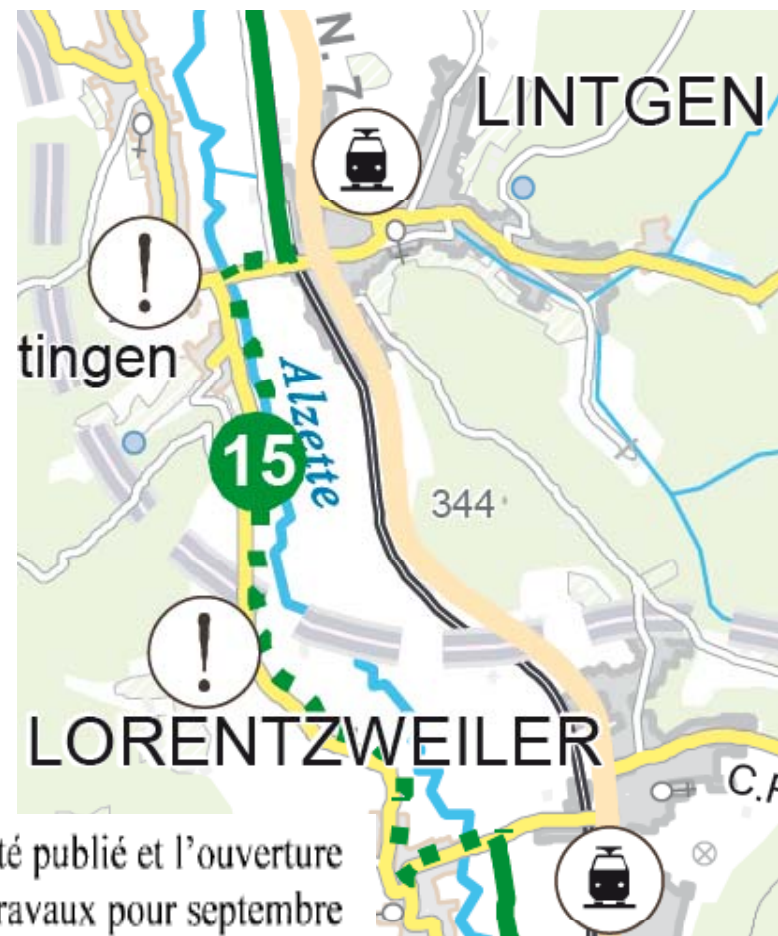 N. 7
LINTGEN
!
tingen
Alzette
15
344
!
LORENTZWEILER
C.
té publié et l'ouverture
ravaux pour septembre